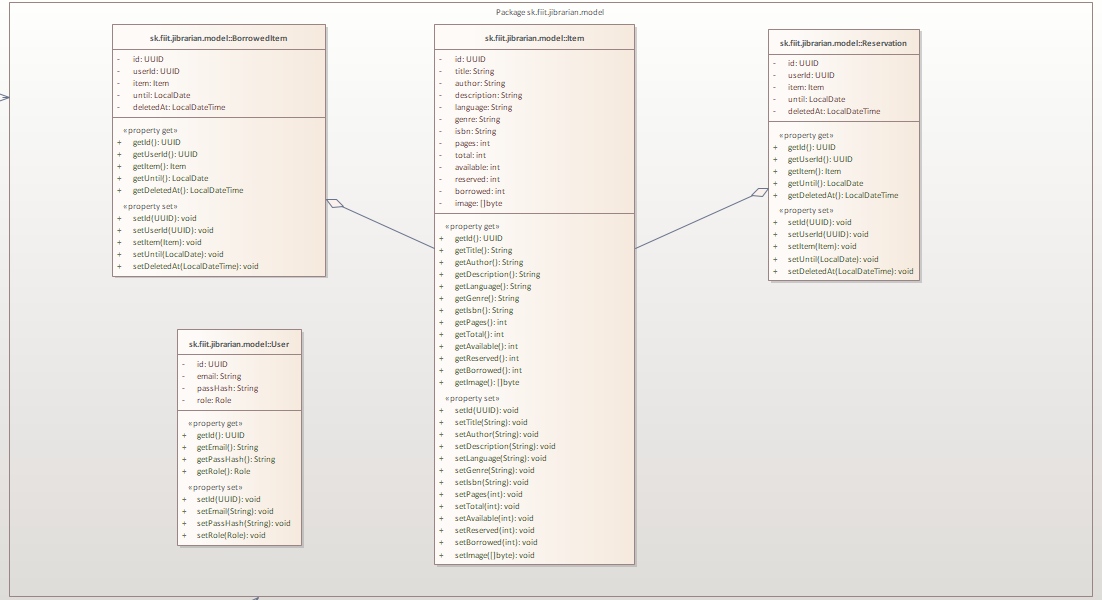 Package sk.fiit.jibrarian.model
sk.fiit.jibrarian.model::BorrowedItem
- id: UUID
- userId: UUID
- item: Item
- until: LocalDate
- deletedAt: LocalDateTime
«property get»
+ getId(): UUID
+ getUserId(): UUID
+ getItem(): Item
+ getUntil(): LocalDate
+ getDeletedAt(): LocalDateTime
«property set»
+ setId(UUID): void
+ setUserId(UUID): void
+ setItem(Item): void
+ setUntil(LocalDate): void
+ setDeletedAt(LocalDateTime): void
sk.fiit.jibrarian.model::Item
- id: UUID
- title: String
- author: String
- description: String
- language: String
- genre: String
- isbn: String
- pages: int
- total: int
- available: int
- reserved: int
- borrowed: int
- image: []byte
«property get»
+ getId(): UUID
+ getTitle(): String
+ getAuthor(): String
+ getDescription(): String
+ getLanguage(): String
+ getGenre(): String
+ getIsbn(): String
+ getPages(): int
+ getTotal(): int
+ getAvailable(): int
+ getReserved(): int
+ getBorrowed(): int
+ getImage(): []byte
«property set»
+ setId(UUID): void
+ setTitle(String): void
+ setAuthor(String): void
+ setDescription(String): void
+ setLanguage(String): void
+ setGenre(String): void
+ setIsbn(String): void
+ setPages(int): void
+ setTotal(int): void
+ setAvailable(int): void
+ setReserved(int): void
+ setBorrowed(int): void
+ setImage([]byte): void
sk.fiit.jibrarian.model::Reservation
- id: UUID
- userId: UUID
- item: Item
- until: LocalDate
- deletedAt: LocalDateTime
«property get»
+ getId(): UUID
+ getUserId(): UUID
+ getItem(): Item
+ getUntil(): LocalDate
+ getDeletedAt(): LocalDateTime
«property set»
+ setId(UUID): void
+ setUserId(UUID): void
+ setItem(Item): void
+ setUntil(LocalDate): void
+ setDeletedAt(LocalDateTime): void
sk.fiit.jibrarian.model::User
- id: UUID
- email: String
- passHash: String
- role: Role
«property get»
+ getId(): UUID
+ getEmail(): String
+ getPassHash(): String
+ getRole(): Role
«property set»
+ setId(UUID): void
+ setEmail(String): void
+ setPassHash(String): void
+ setRole(Role): void